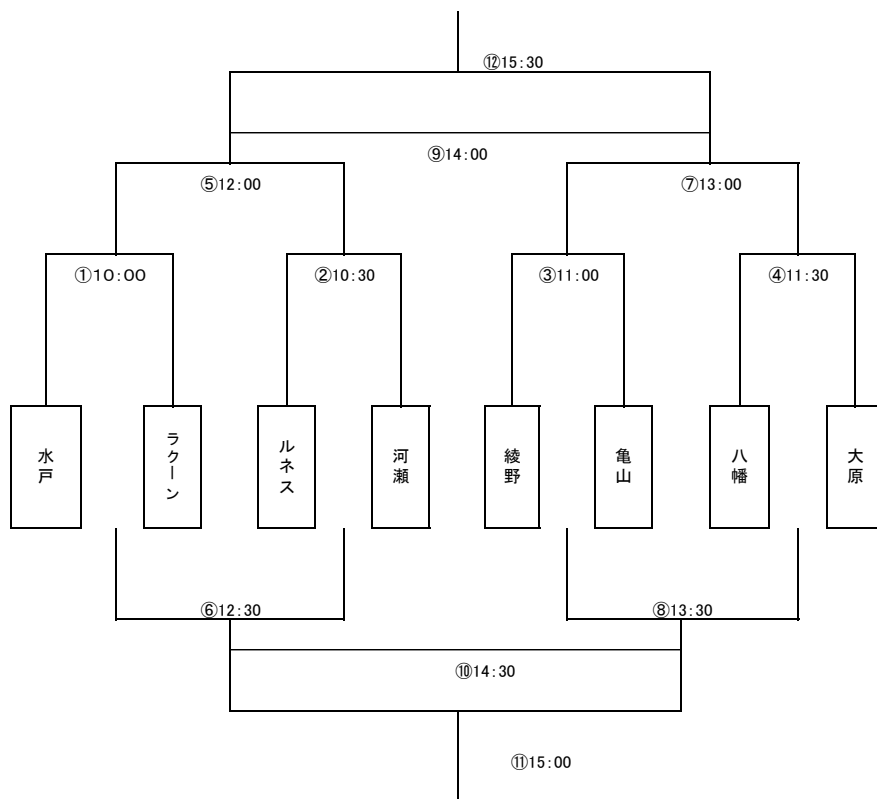 ⑫15:30
⑨14:00
⑤12:00
⑦13:00
①10:00
②10:30
③11:00
④11:30
水戸
ラクーン
ルネス
河瀬
綾野
亀山
八幡
大原
⑥12:30
⑧13:30
⑩14:30
⑪15:00